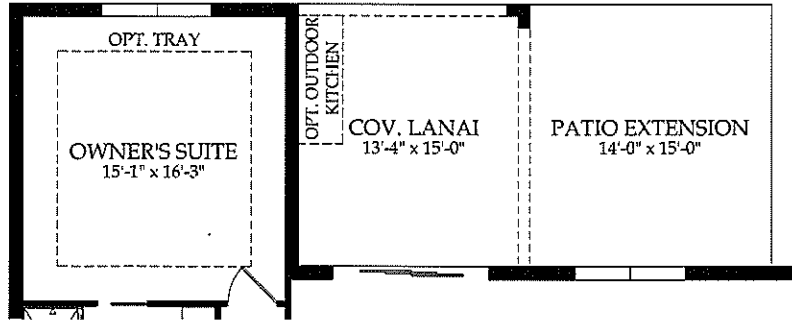 OPT. TRAY
OWNER'S SUITE
15'-1" x 16'-3"
OPT. OUTDOOR
KITCHEN
COV. LANAI
13'-4" x 15'-0"
PATIO EXTENSION
14'-0" x 15'-0"